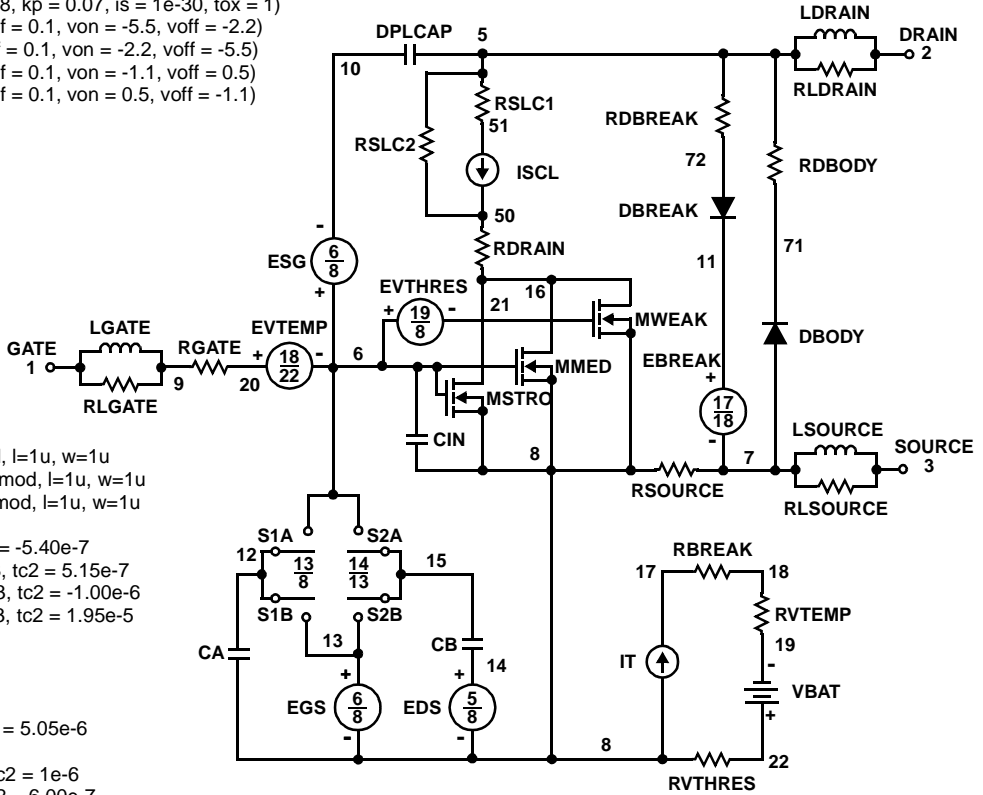 8, kp = 0.07, is = 1e-30, tox = 1)
f = 0.1, von = -5.5, voff = -2.2)
f = 0.1, von = -2.2, voff = -5.5)
f = 0.1, von = -1.1, voff = 0.5)
f = 0.1, von = 0.5, voff = -1.1)
LDRAIN
DPLCAP 5 DRAIN
10 2
RLDRAIN
RSLC1
51
RSLC2
ISCL
RDBREAK
72
RDBODY
DBREAK
50
RDRAIN
71
11
ESG
-
6
8
+
EVTHRES
+ 19 -
8
21
16
MWEAK
LGATE
GATE
1
RLGATE
9
RGATE
20
EVTEMP
+ 18 -
22
6
MMED
MSTRO
DBODY
EBREAK
+
17
18
-
CIN
8
7
RSOURCE
LSOURCE
SOURCE
3
RLSOURCE
, l=1u, w=1u
mod, l=1u, w=1u
mod, l=1u, w=1u
= -5.40e-7
, tc2 = 5.15e-7
3, tc2 = -1.00e-6
3, tc2 = 1.95e-5
S1A S2A
12 13 14 15
8 13
S1B S2B
13
CA
CB
14
EGS
+
6
8
-
EDS
+
5
8
-
RBREAK
17 18
RVTEMP
19
IT
-
VBAT
+
8
22
RVTHRES
= 5.05e-6
c2 = 1e-6